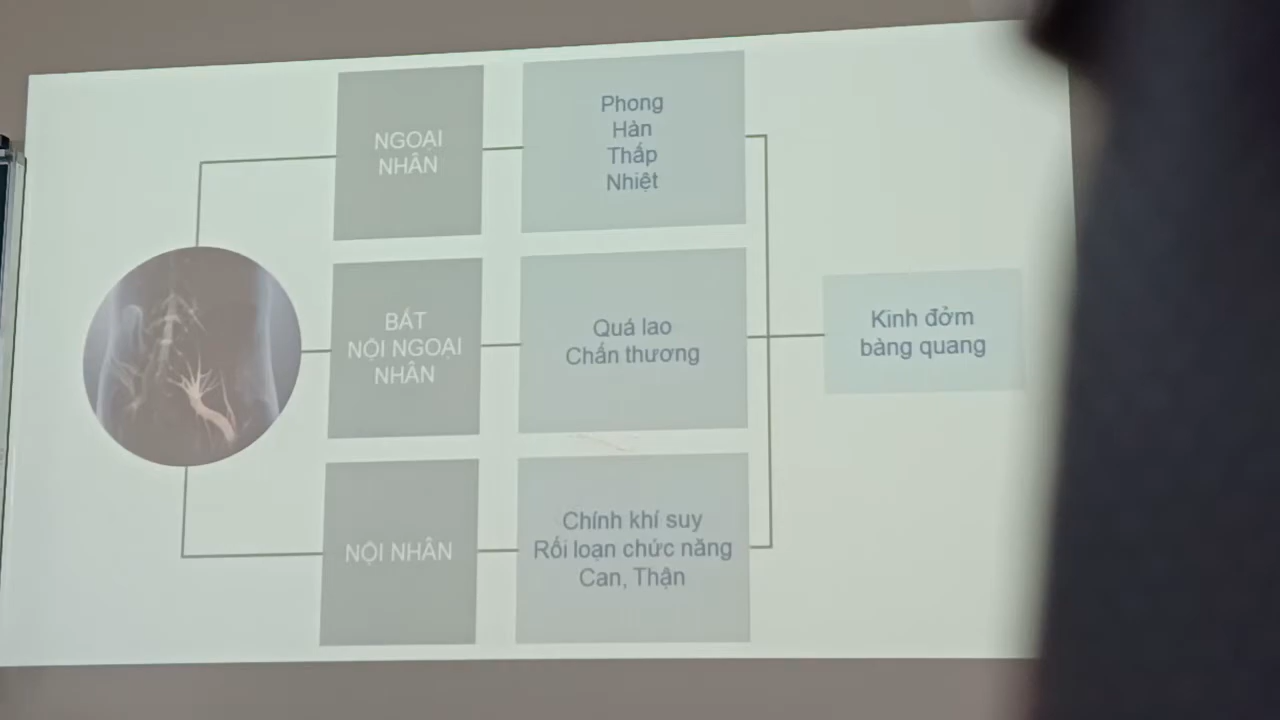 NGOẠI
NHÂN
Phong
Hàn
Thấp
Nhiệt
BẤT
NỘI NGOẠI
NHÂN
Quá lao
Chấn thương
NỘI NHÂN
Chính khí suy
Rối loạn chức năng
Can, Thận
Kinh đởm
bàng quang